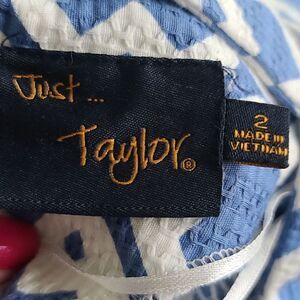 Just ...
Taylor®
2
MADE IN
VIETNAM